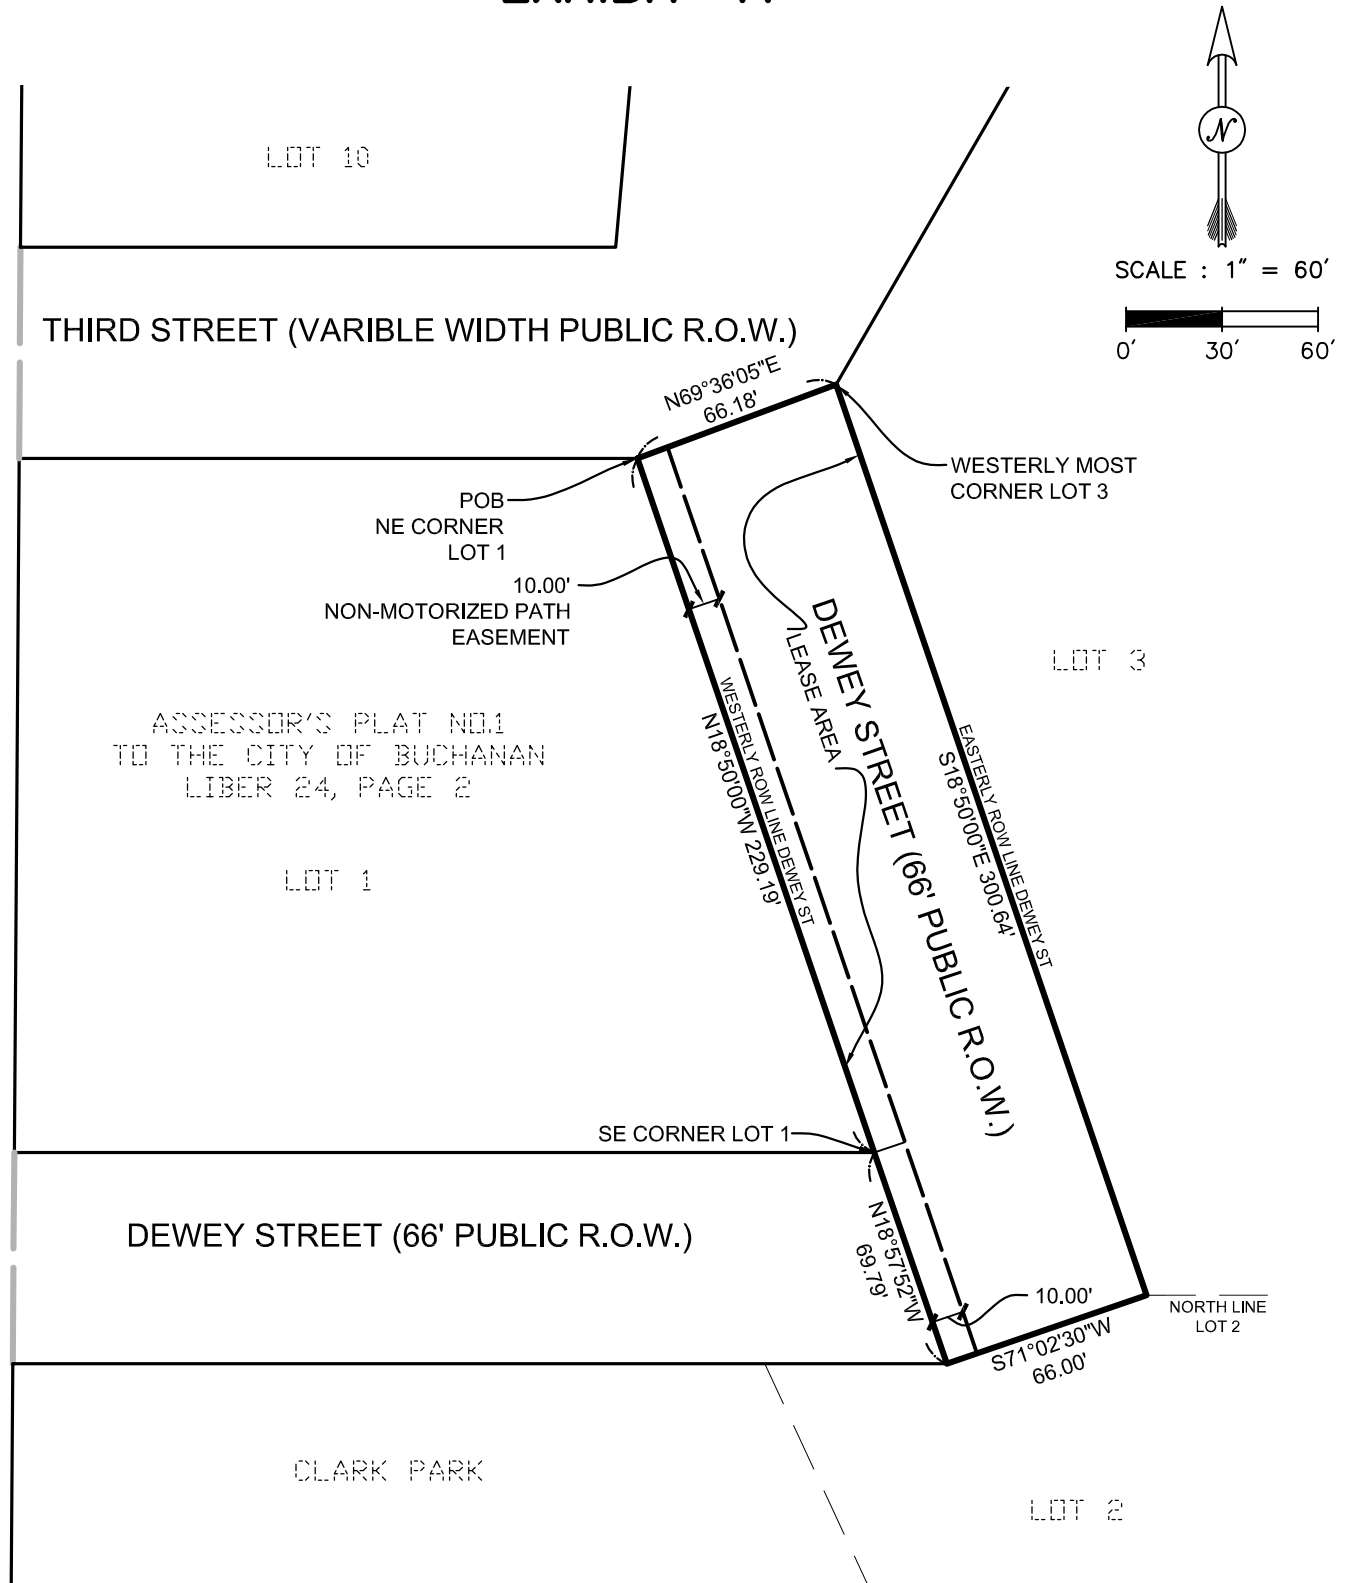 LOT 10
N
SCALE : 1" = 60'
0' 30' 60'
THIRD STREET (VARIBLE WIDTH PUBLIC R.O.W.)
N69°36'05"E
66.18'
WESTERLY MOST
CORNER LOT 3
POB
NE CORNER
LOT 1
10.00'
NON-MOTORIZED PATH
EASEMENT
LEASE AREA
DEWEY STREET (66' PUBLIC R.O.W.)
LOT 3
WESTERLY ROW LINE DEWEY ST
N18°50'00"W 229.19'
EASTERLY ROW LINE DEWEY ST
S18°50'00"E 300.64'
ASSESSOR'S PLAT NO.1
TO THE CITY OF BUCHANAN
LIBER 24, PAGE 2
LOT 1
SE CORNER LOT 1
DEWEY STREET (66' PUBLIC R.O.W.)
N18°57'52"W
69.79'
10.00'
NORTH LINE
LOT 2
S71°02'30"W
66.00'
CLARK PARK
LOT 2